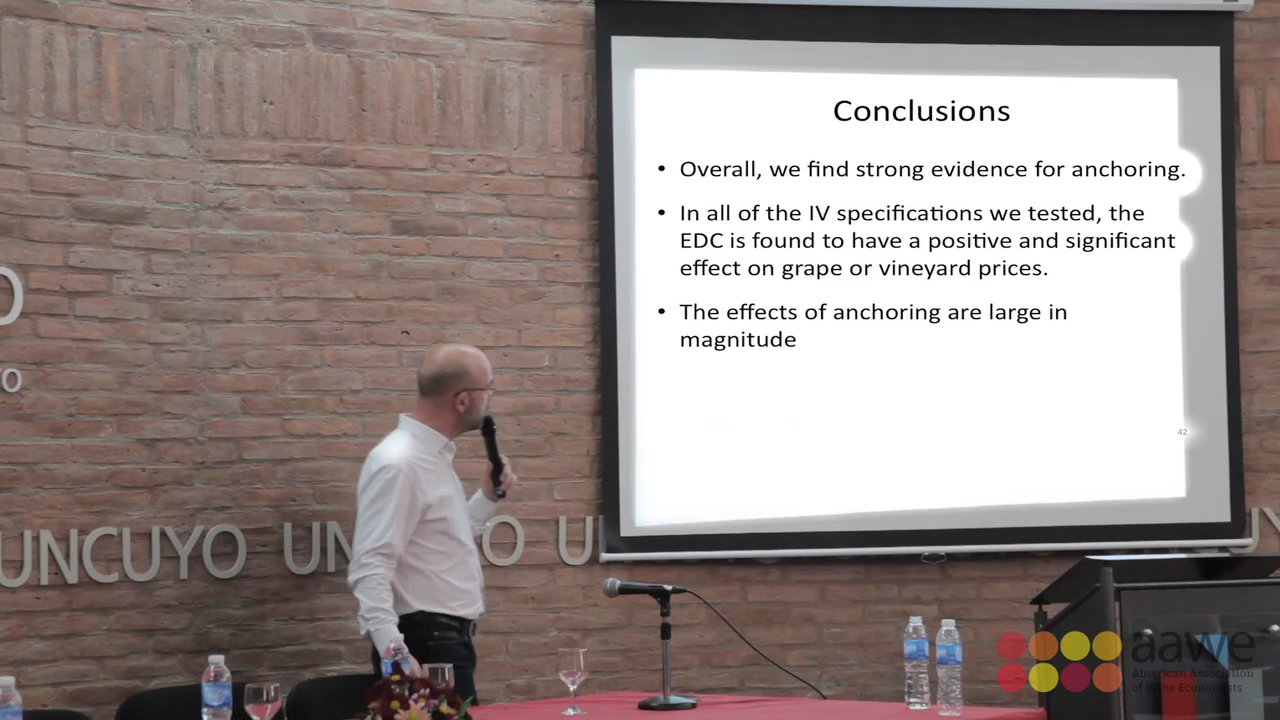 Conclusions
• Overall, we find strong evidence for anchoring.
• In all of the IV specifications we tested, the
EDC is found to have a positive and significant
effect on grape or vineyard prices.
• The effects of anchoring are large in
magnitude
42
UNCUYO
aawe
American Association
of Wine Economists